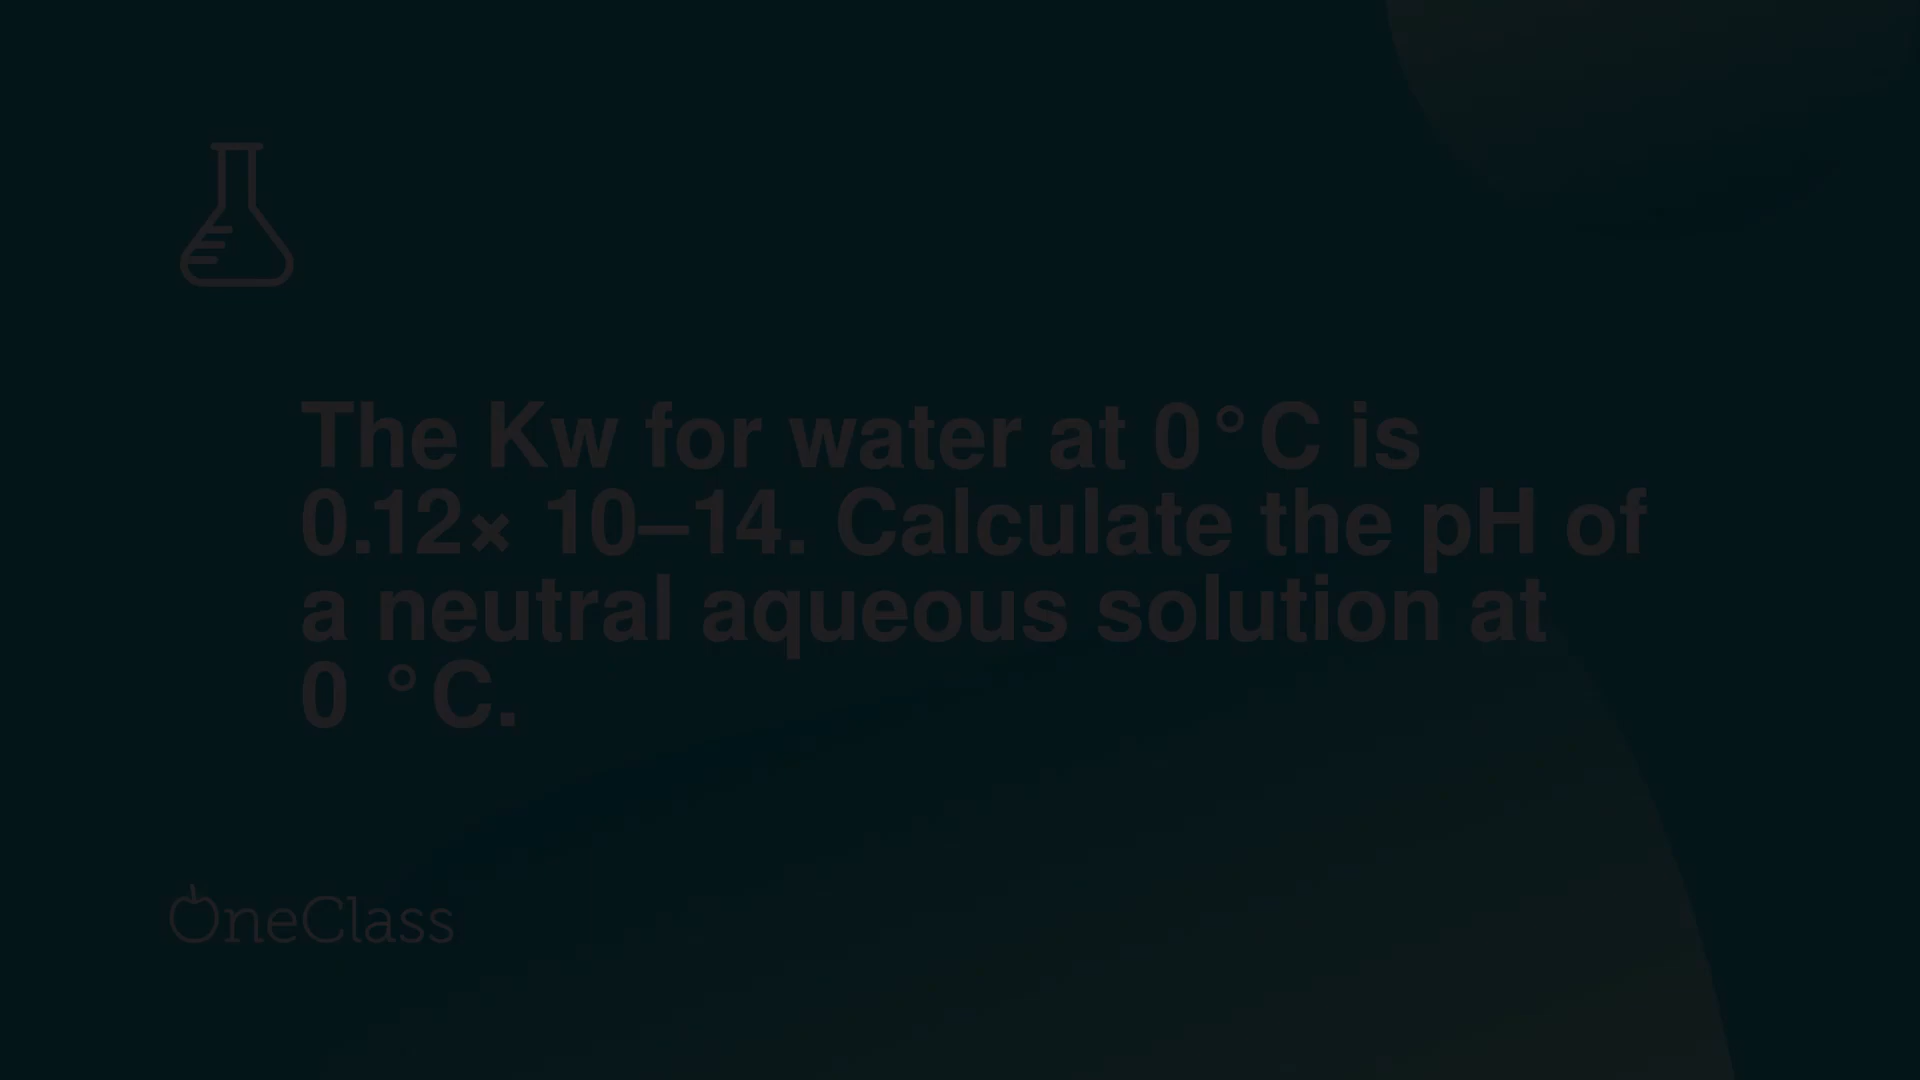 The Kw for water at 0°C is
0.12× 10–14. Calculate the pH of
a neutral aqueous solution at
0 °C.
OneClass